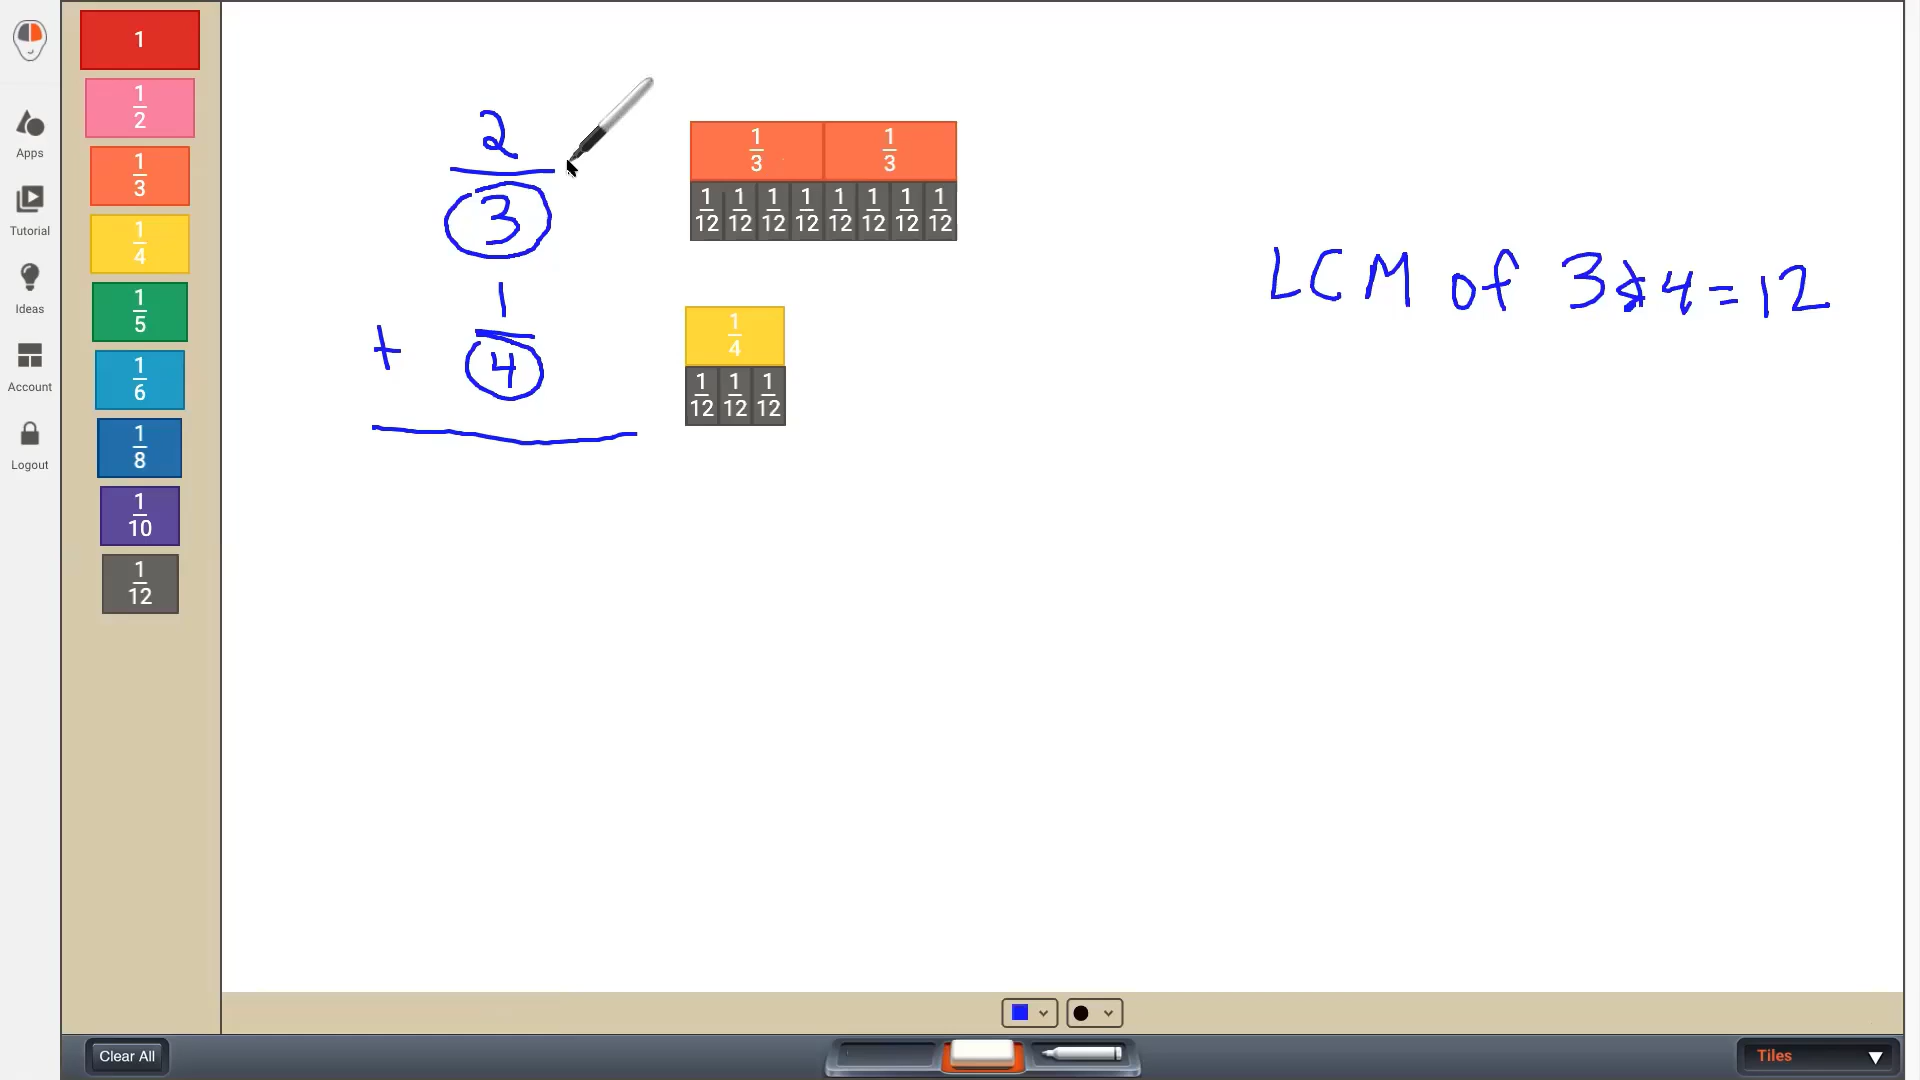 1
1/2
1/3
1/4
1/5
1/6
1/8
1/10
1/12
Apps
Tutorial
Ideas
Account
Logout
2
3
+ 1
4
1/3 1/3
1/12 1/12 1/12 1/12 1/12 1/12 1/12 1/12
1/4
1/12 1/12 1/12
LCM of 3 & 4 = 12
Clear All
Tiles